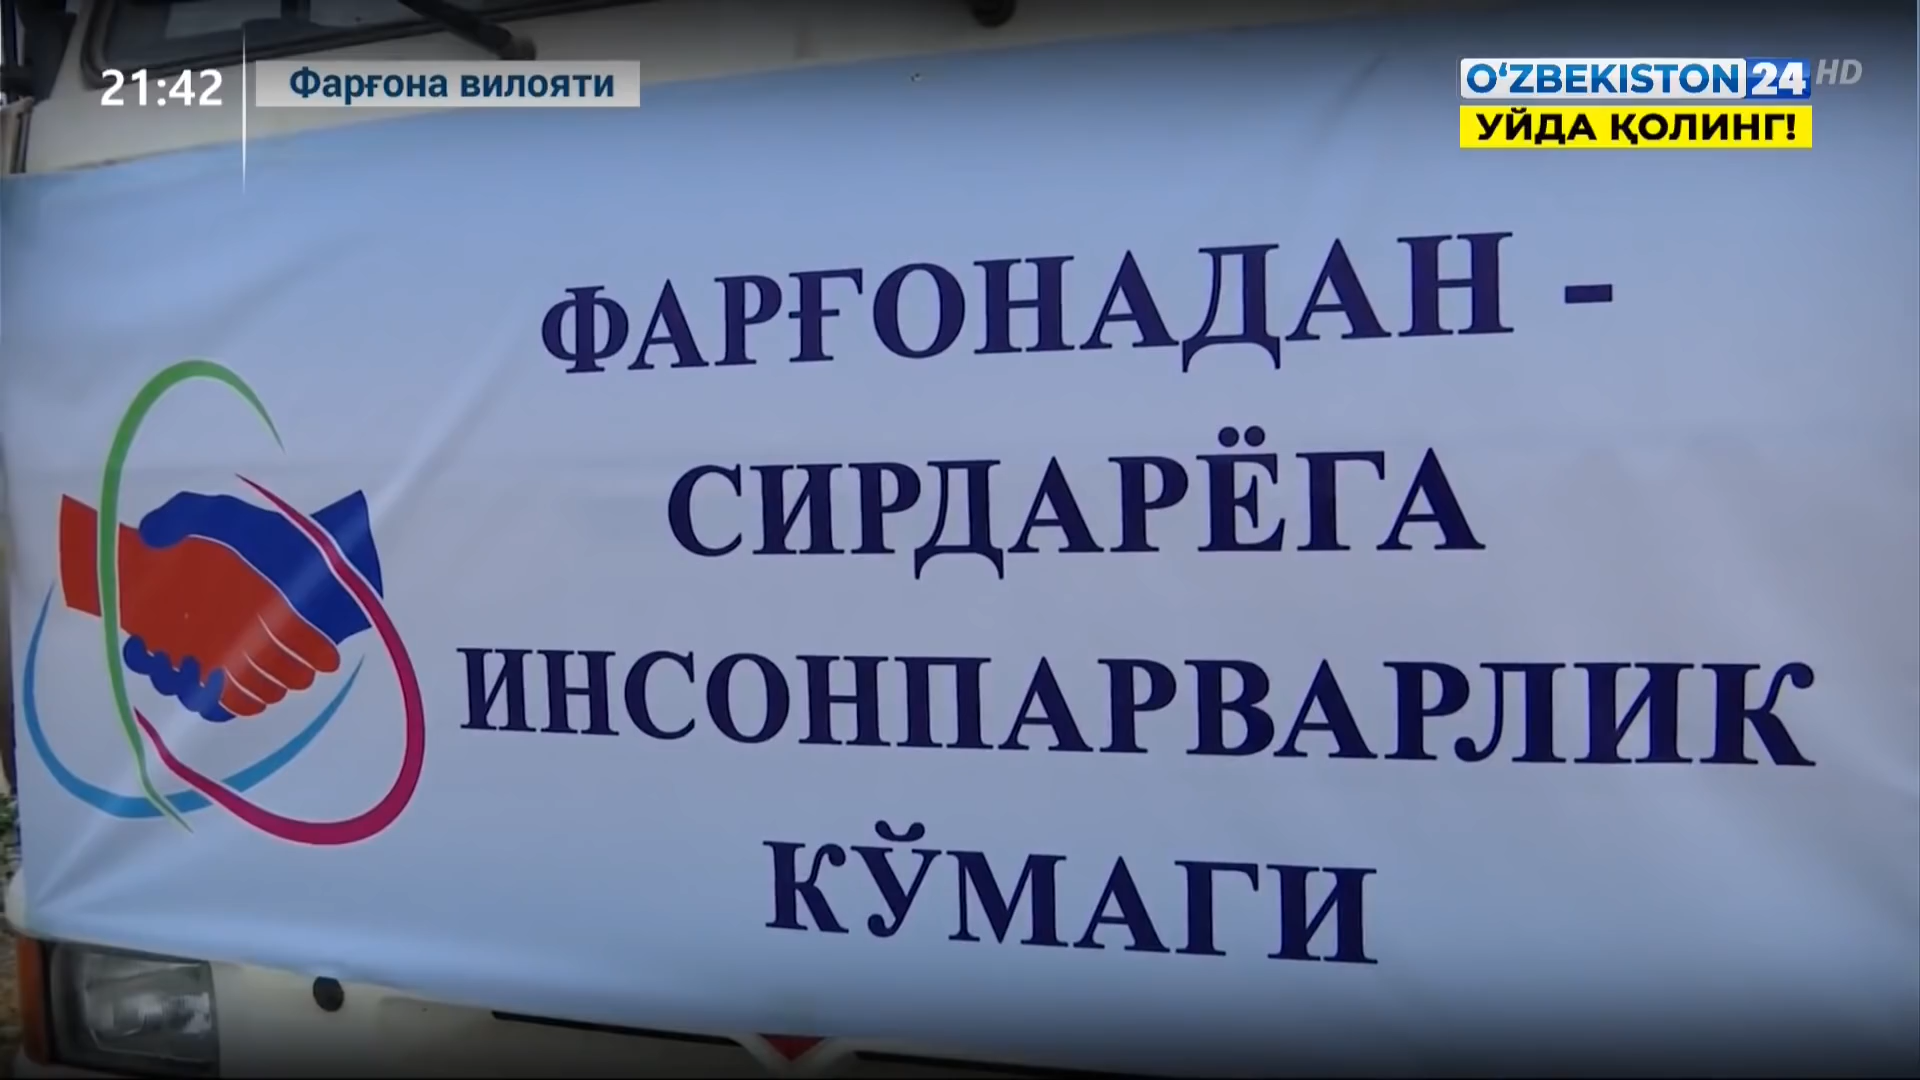 21:42
Фарғона вилояти
O‘ZBEKISTON 24 HD
УЙДА ҚОЛИНГ!
ФАРҒОНАДАН -
СИРДАРЁГА
ИНСОНПАРВАРЛИК
КЎМАГИ